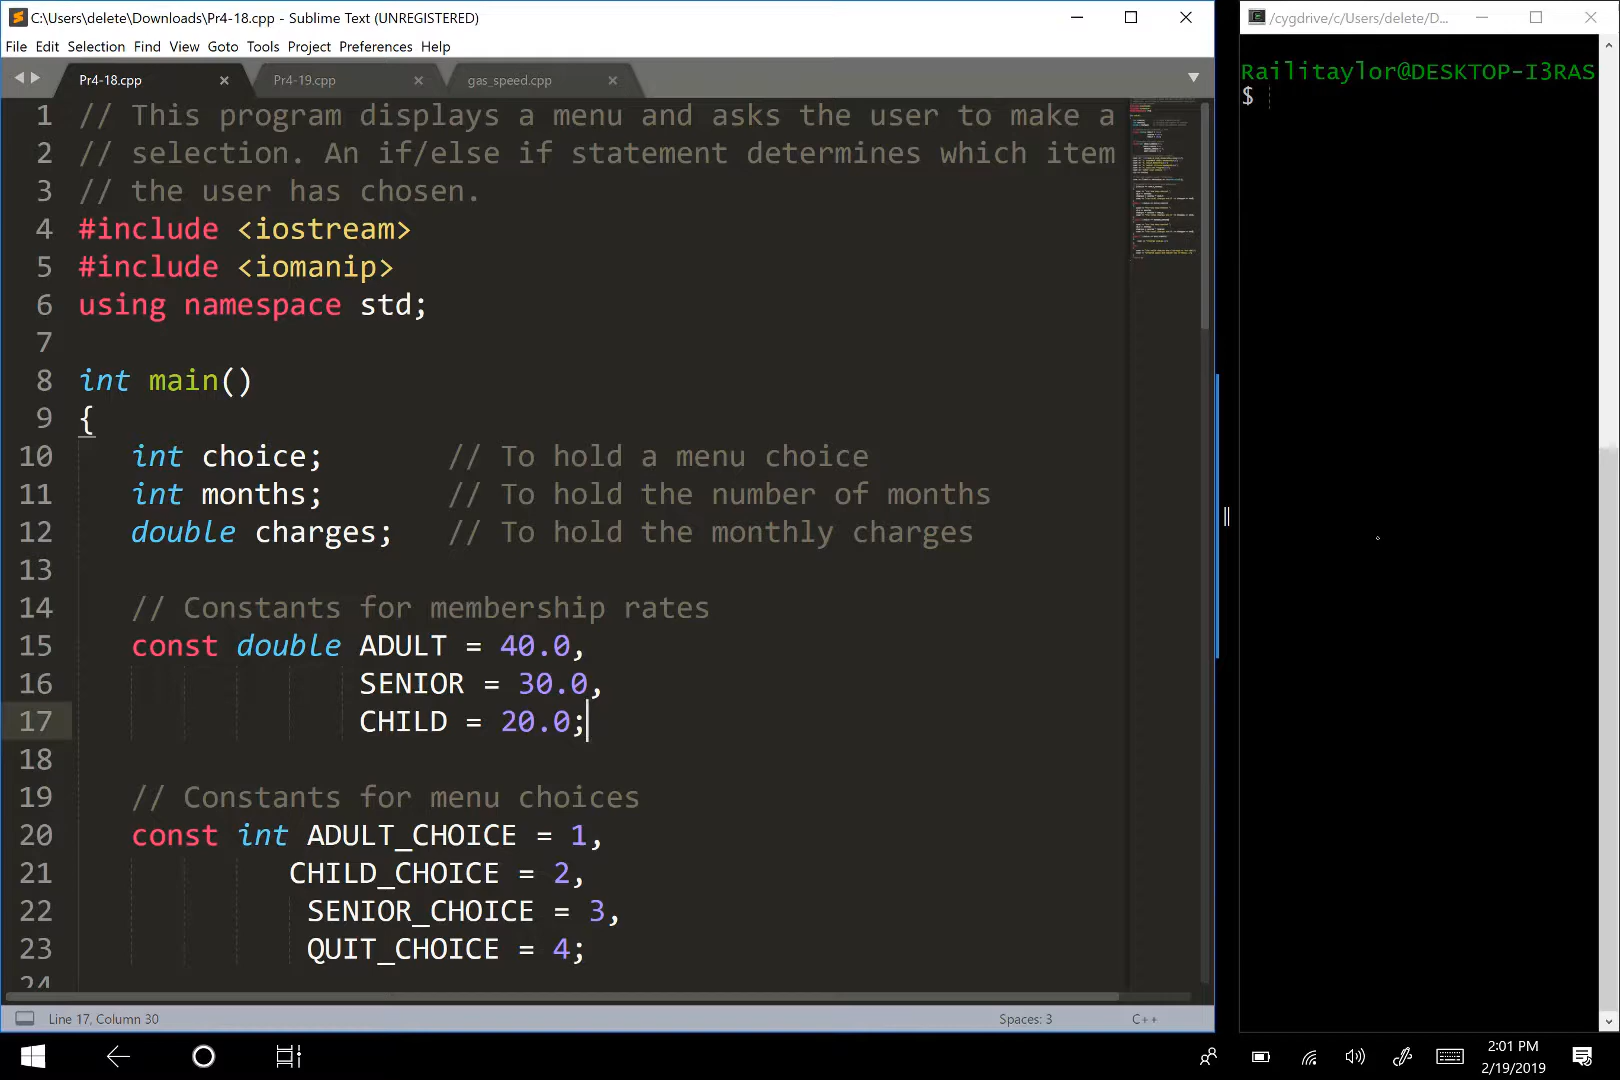 C:\Users\delete\Downloads\Pr4-18.cpp - Sublime Text (UNREGISTERED)
File Edit Selection Find View Goto Tools Project Preferences Help
Pr4-18.cpp Pr4-19.cpp gas_speed.cpp
1 // This program displays a menu and asks the user to make a
2 // selection. An if/else if statement determines which item
3 // the user has chosen.
4 #include <iostream>
5 #include <iomanip>
6 using namespace std;
7
8 int main()
9 {
10 int choice; // To hold a menu choice
11 int months; // To hold the number of months
12 double charges; // To hold the monthly charges
13
14 // Constants for membership rates
15 const double ADULT = 40.0,
16 SENIOR = 30.0,
17 CHILD = 20.0;
18
19 // Constants for menu choices
20 const int ADULT_CHOICE = 1,
21 CHILD_CHOICE = 2,
22 SENIOR_CHOICE = 3,
23 QUIT_CHOICE = 4;
24
Line 17, Column 30 Spaces: 3 C++
/cygdrive/c/Users/delete/D...
Railitaylor@DESKTOP-I3RAS
$
2:01 PM
2/19/2019